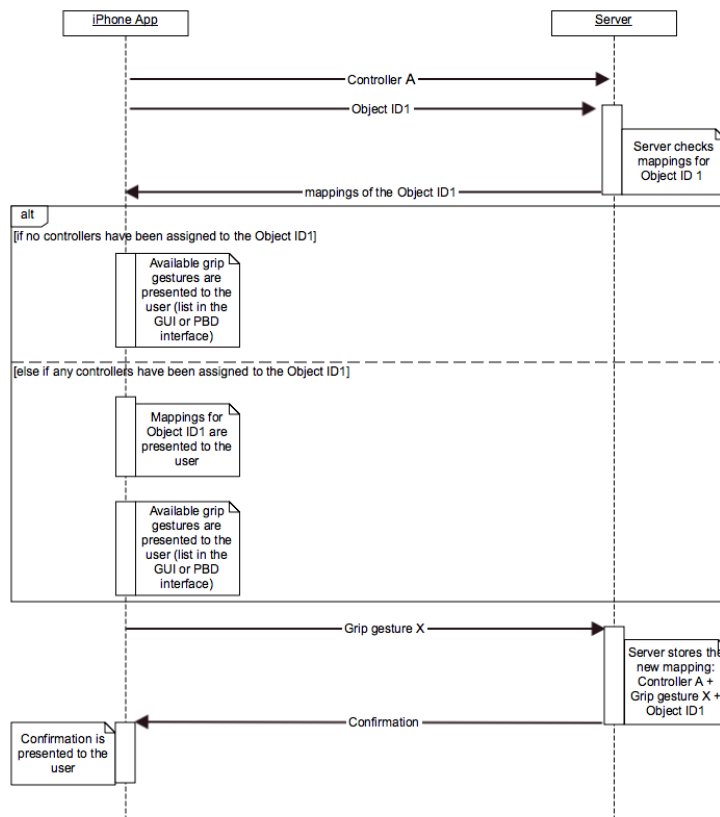 iPhone App
Server
Controller A
Object ID1
Server checks
mappings for
Object ID 1
mappings of the Object ID1
alt
[if no controllers have been assigned to the Object ID1]
Available grip
gestures are
presented to the
user (list in the
GUI or PBD
interface)
[else if any controllers have been assigned to the Object ID1]
Mappings for
Object ID1 are
presented to the
user
Available grip
gestures are
presented to the
user (list in the
GUI or PBD
interface)
Grip gesture X
Server stores the
new mapping:
Controller A +
Grip gesture X +
Object ID1
Confirmation
Confirmation is
presented to the
user